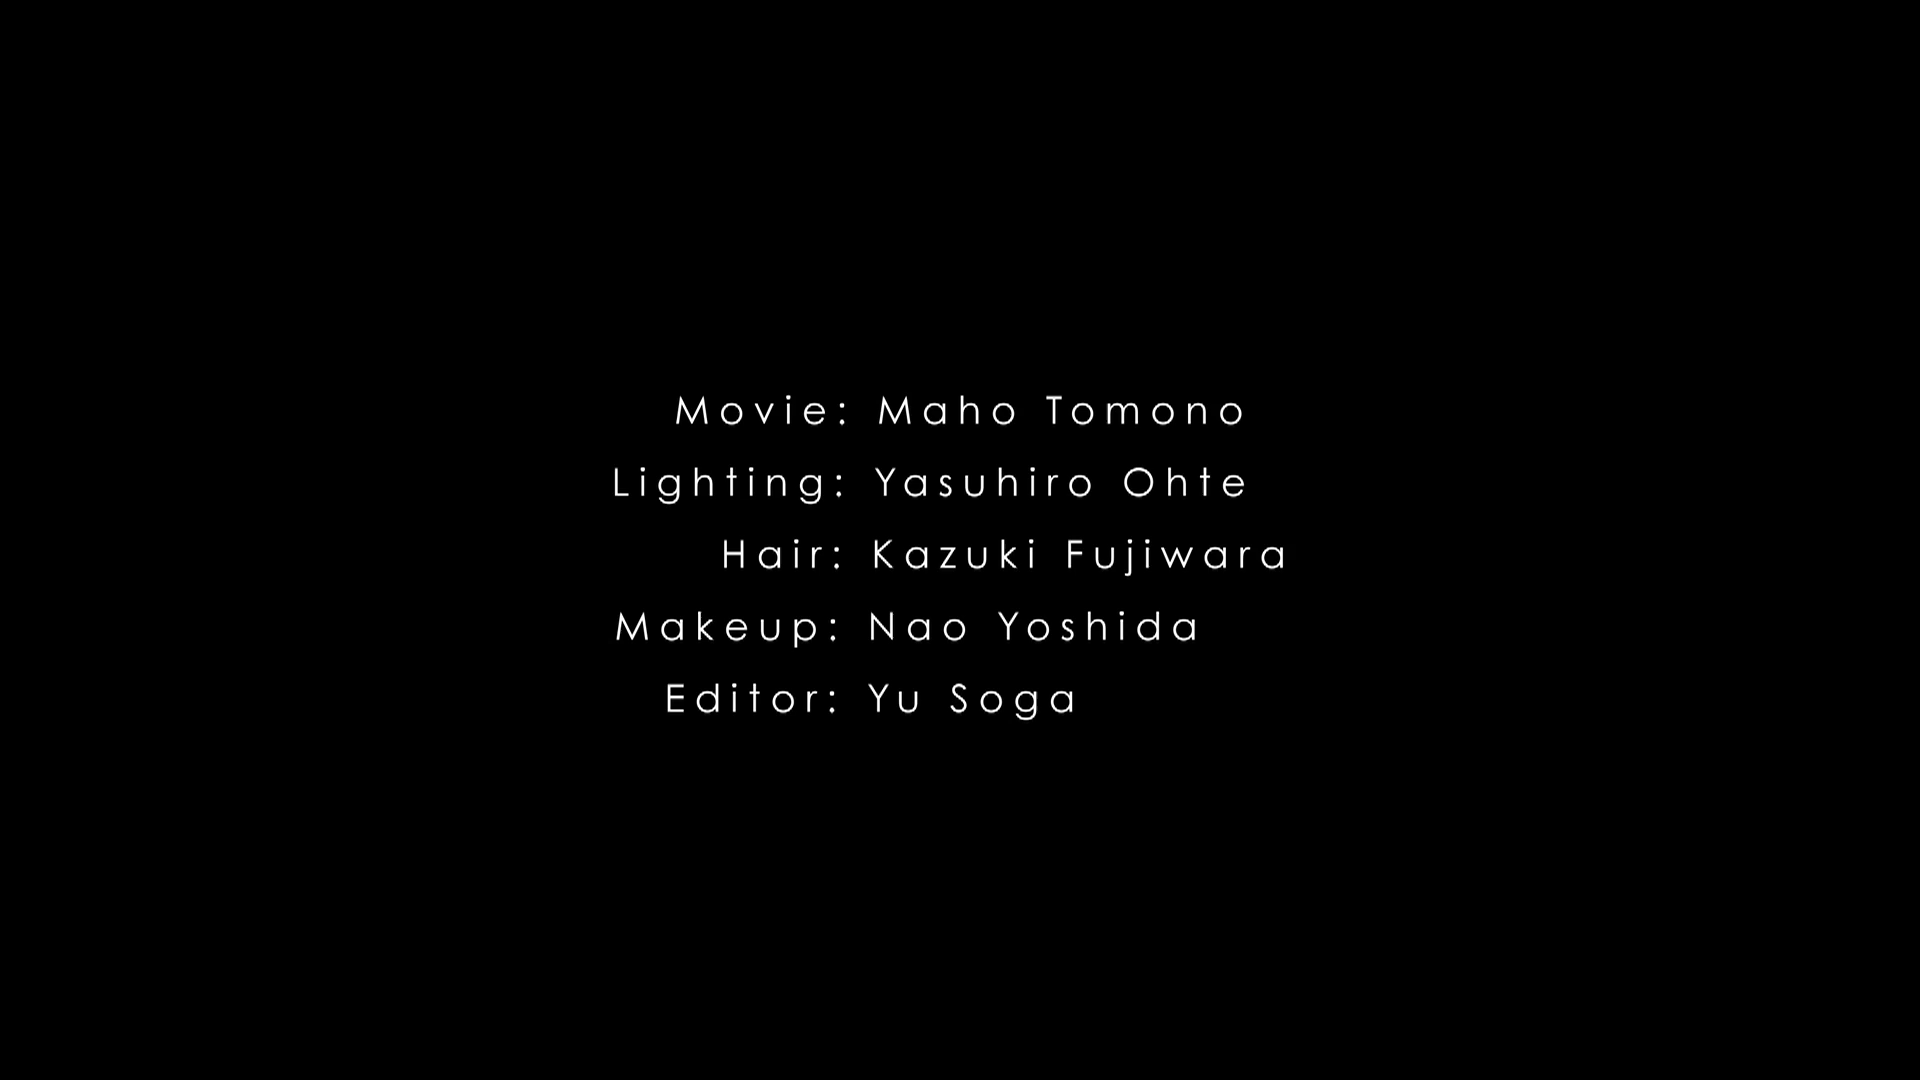 Movie: Maho Tomono
Lighting: Yasuhiro Ohte
Hair: Kazuki Fujiwara
Makeup: Nao Yoshida
Editor: Yu Soga